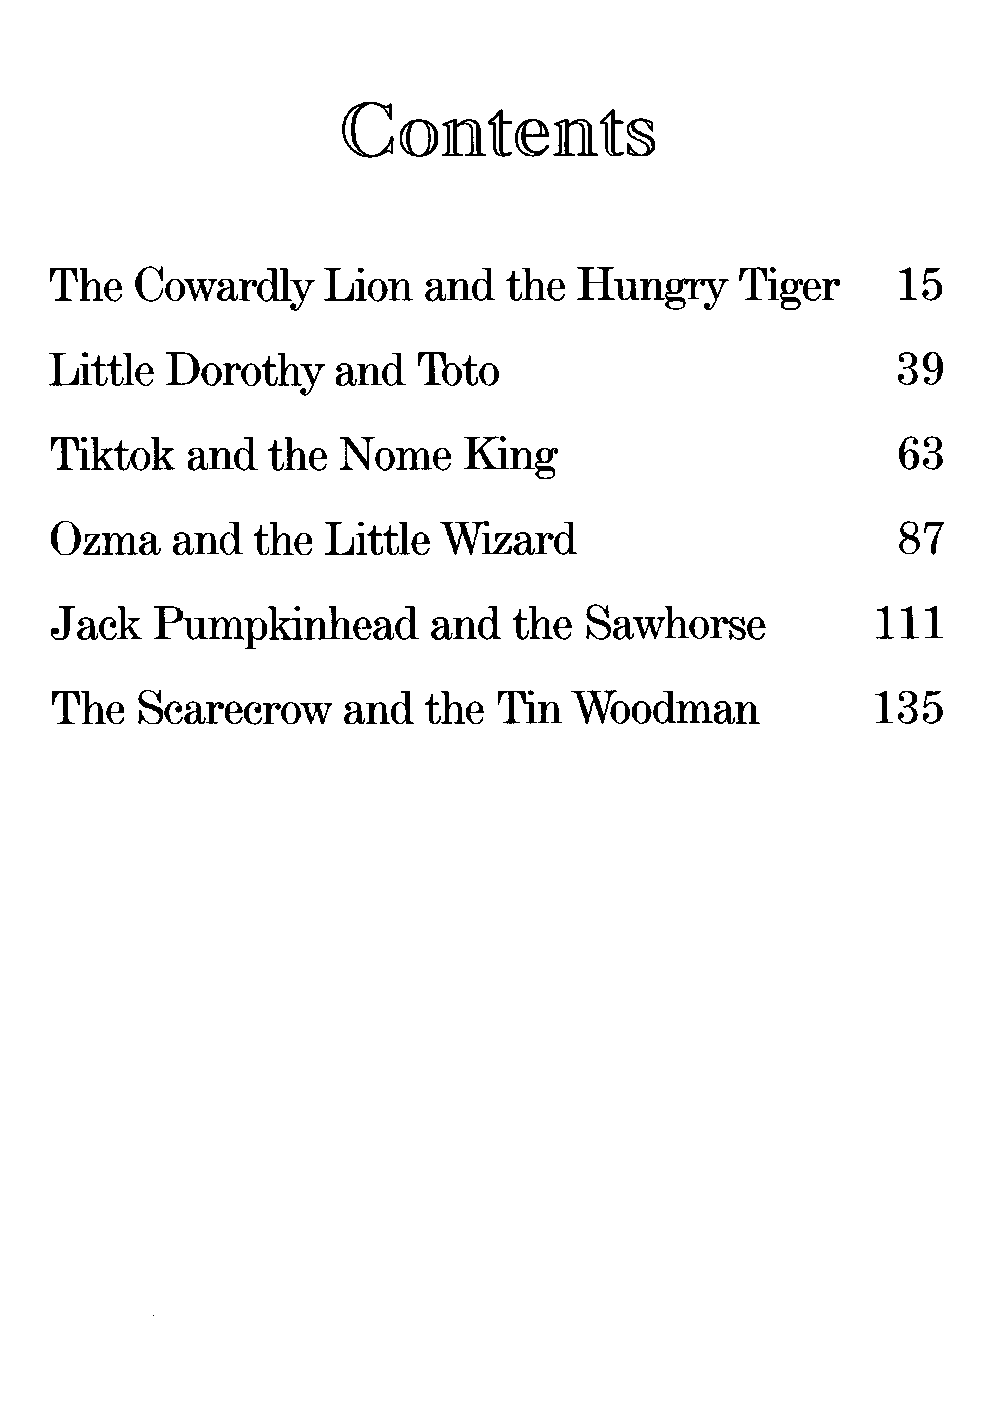 Contents
The Cowardly Lion and the Hungry Tiger 15
Little Dorothy and Toto 39
Tiktok and the Nome King 63
Ozma and the Little Wizard 87
Jack Pumpkinhead and the Sawhorse 111
The Scarecrow and the Tin Woodman 135